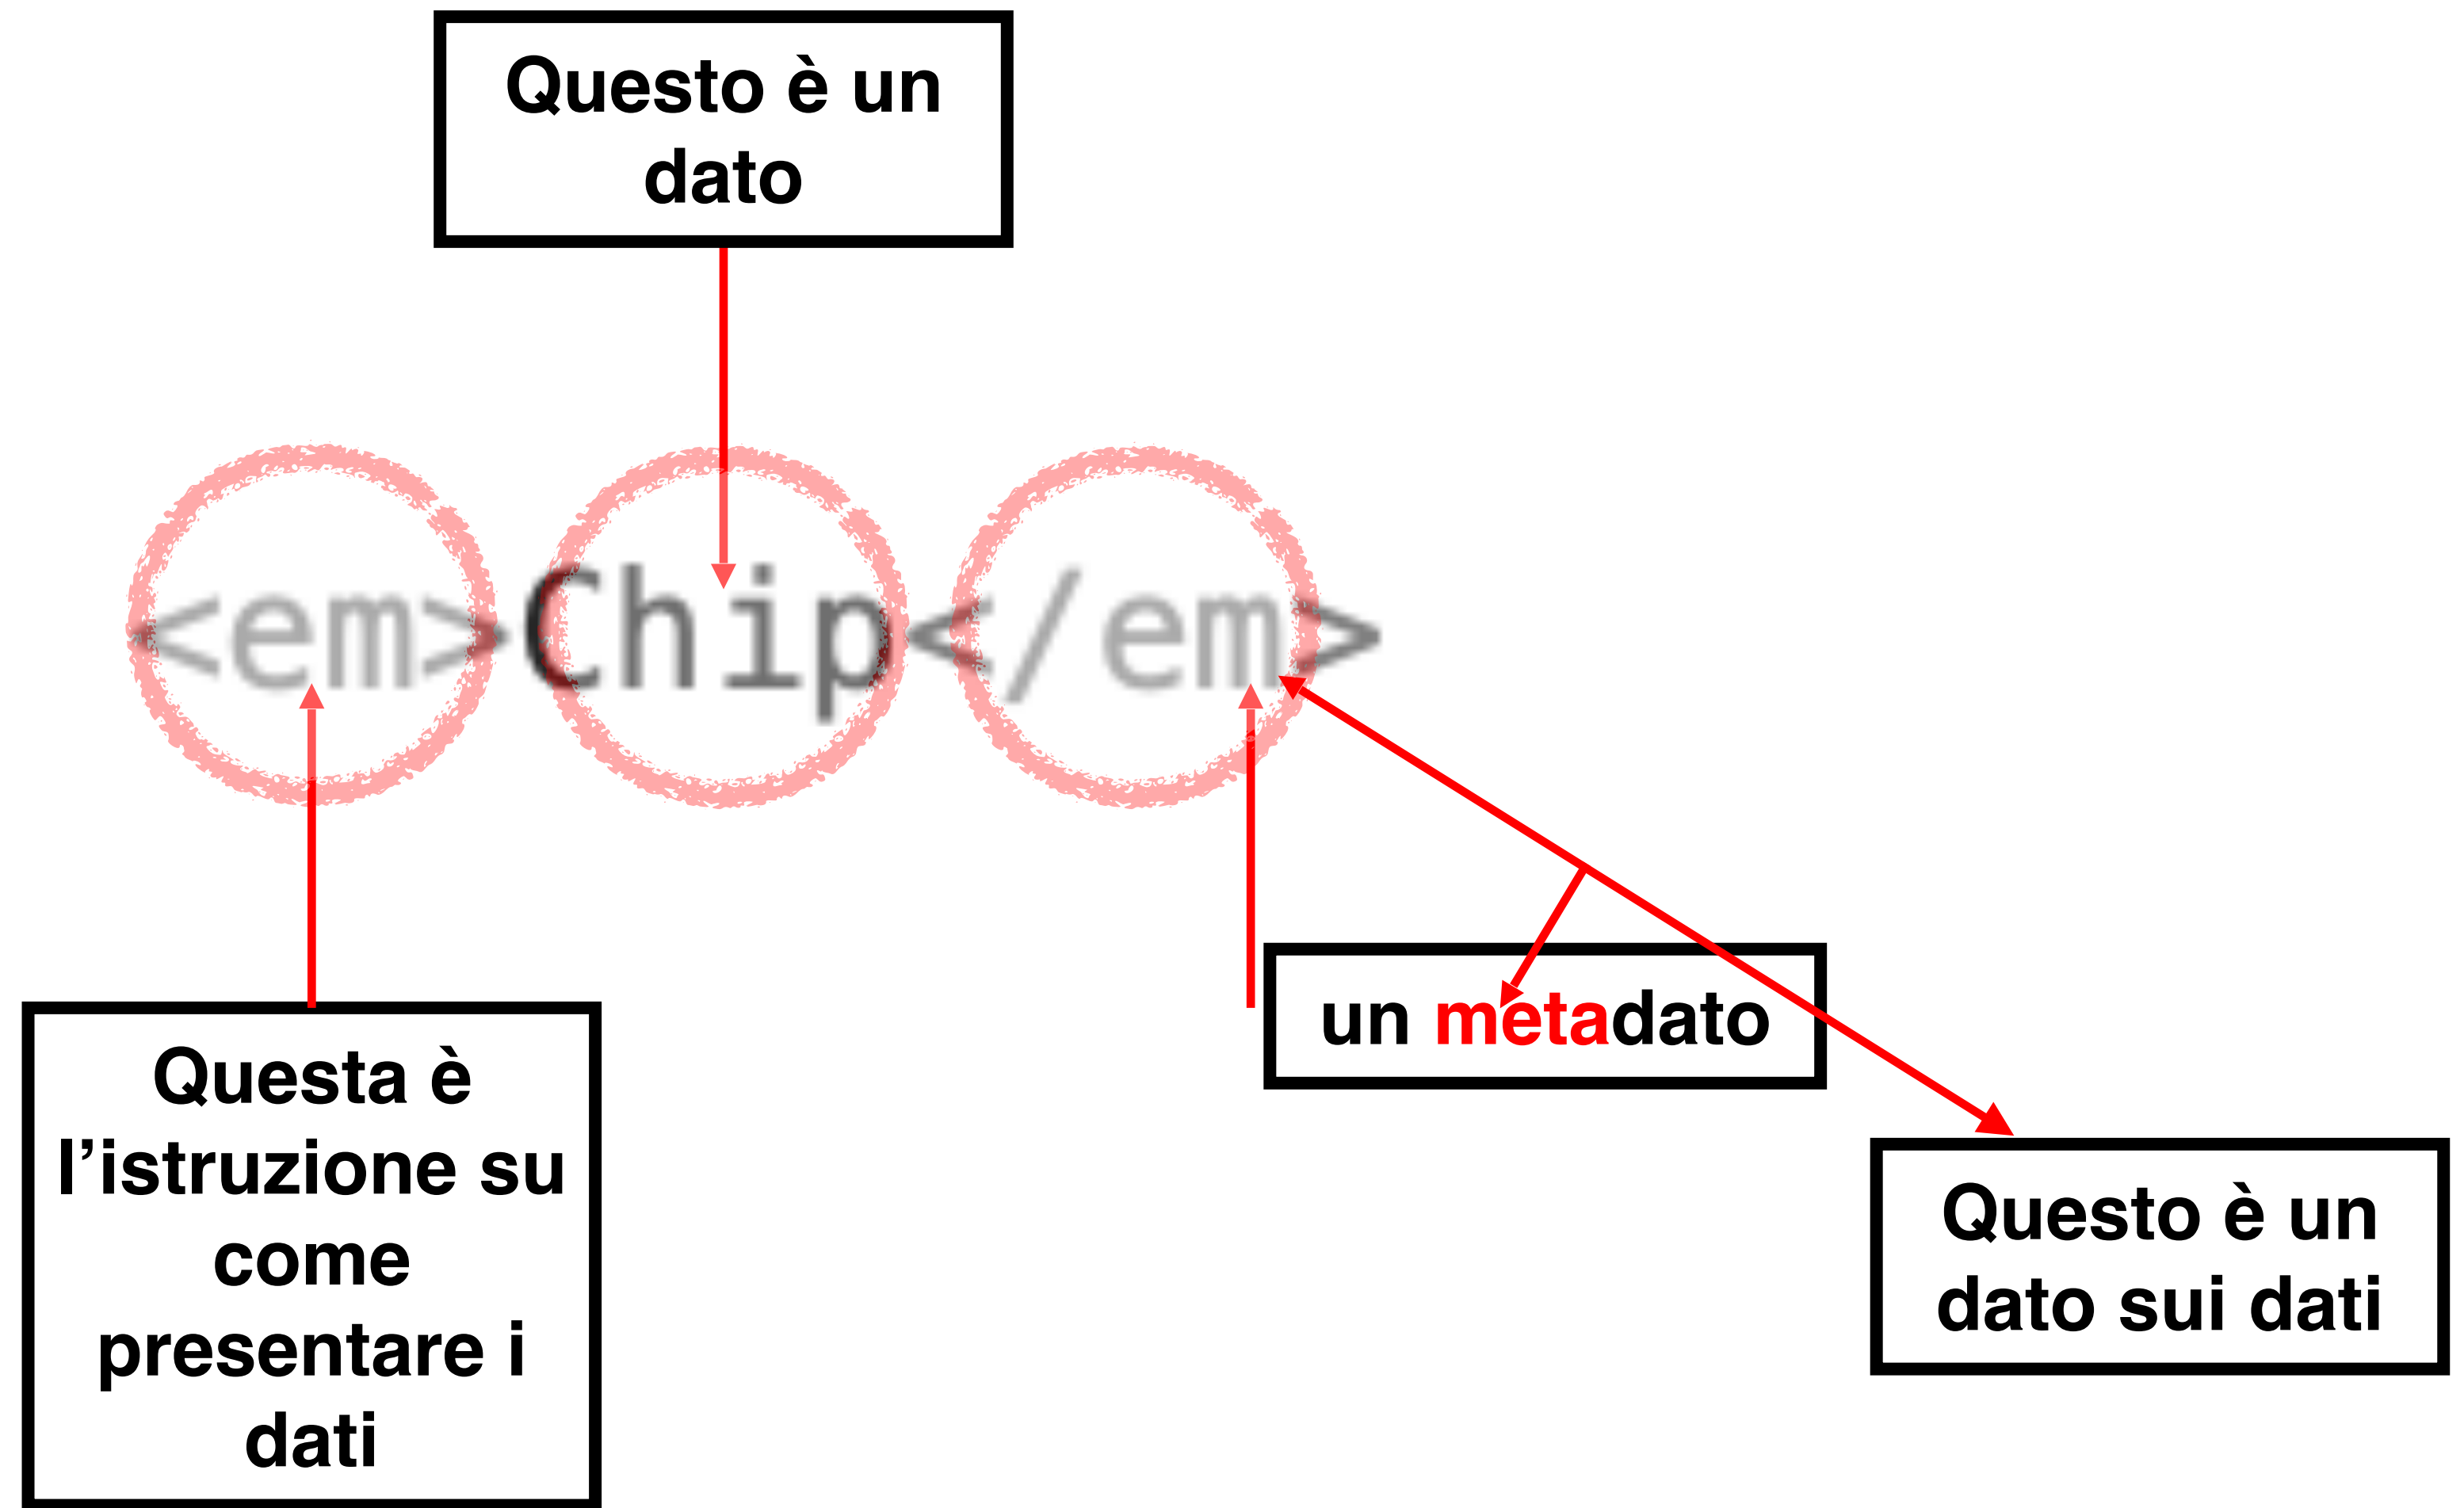 Questo è un
dato
<em>Chip</em>
un metadato
Questa è
l’istruzione su
come
presentare i
dati
Questo è un
dato sui dati